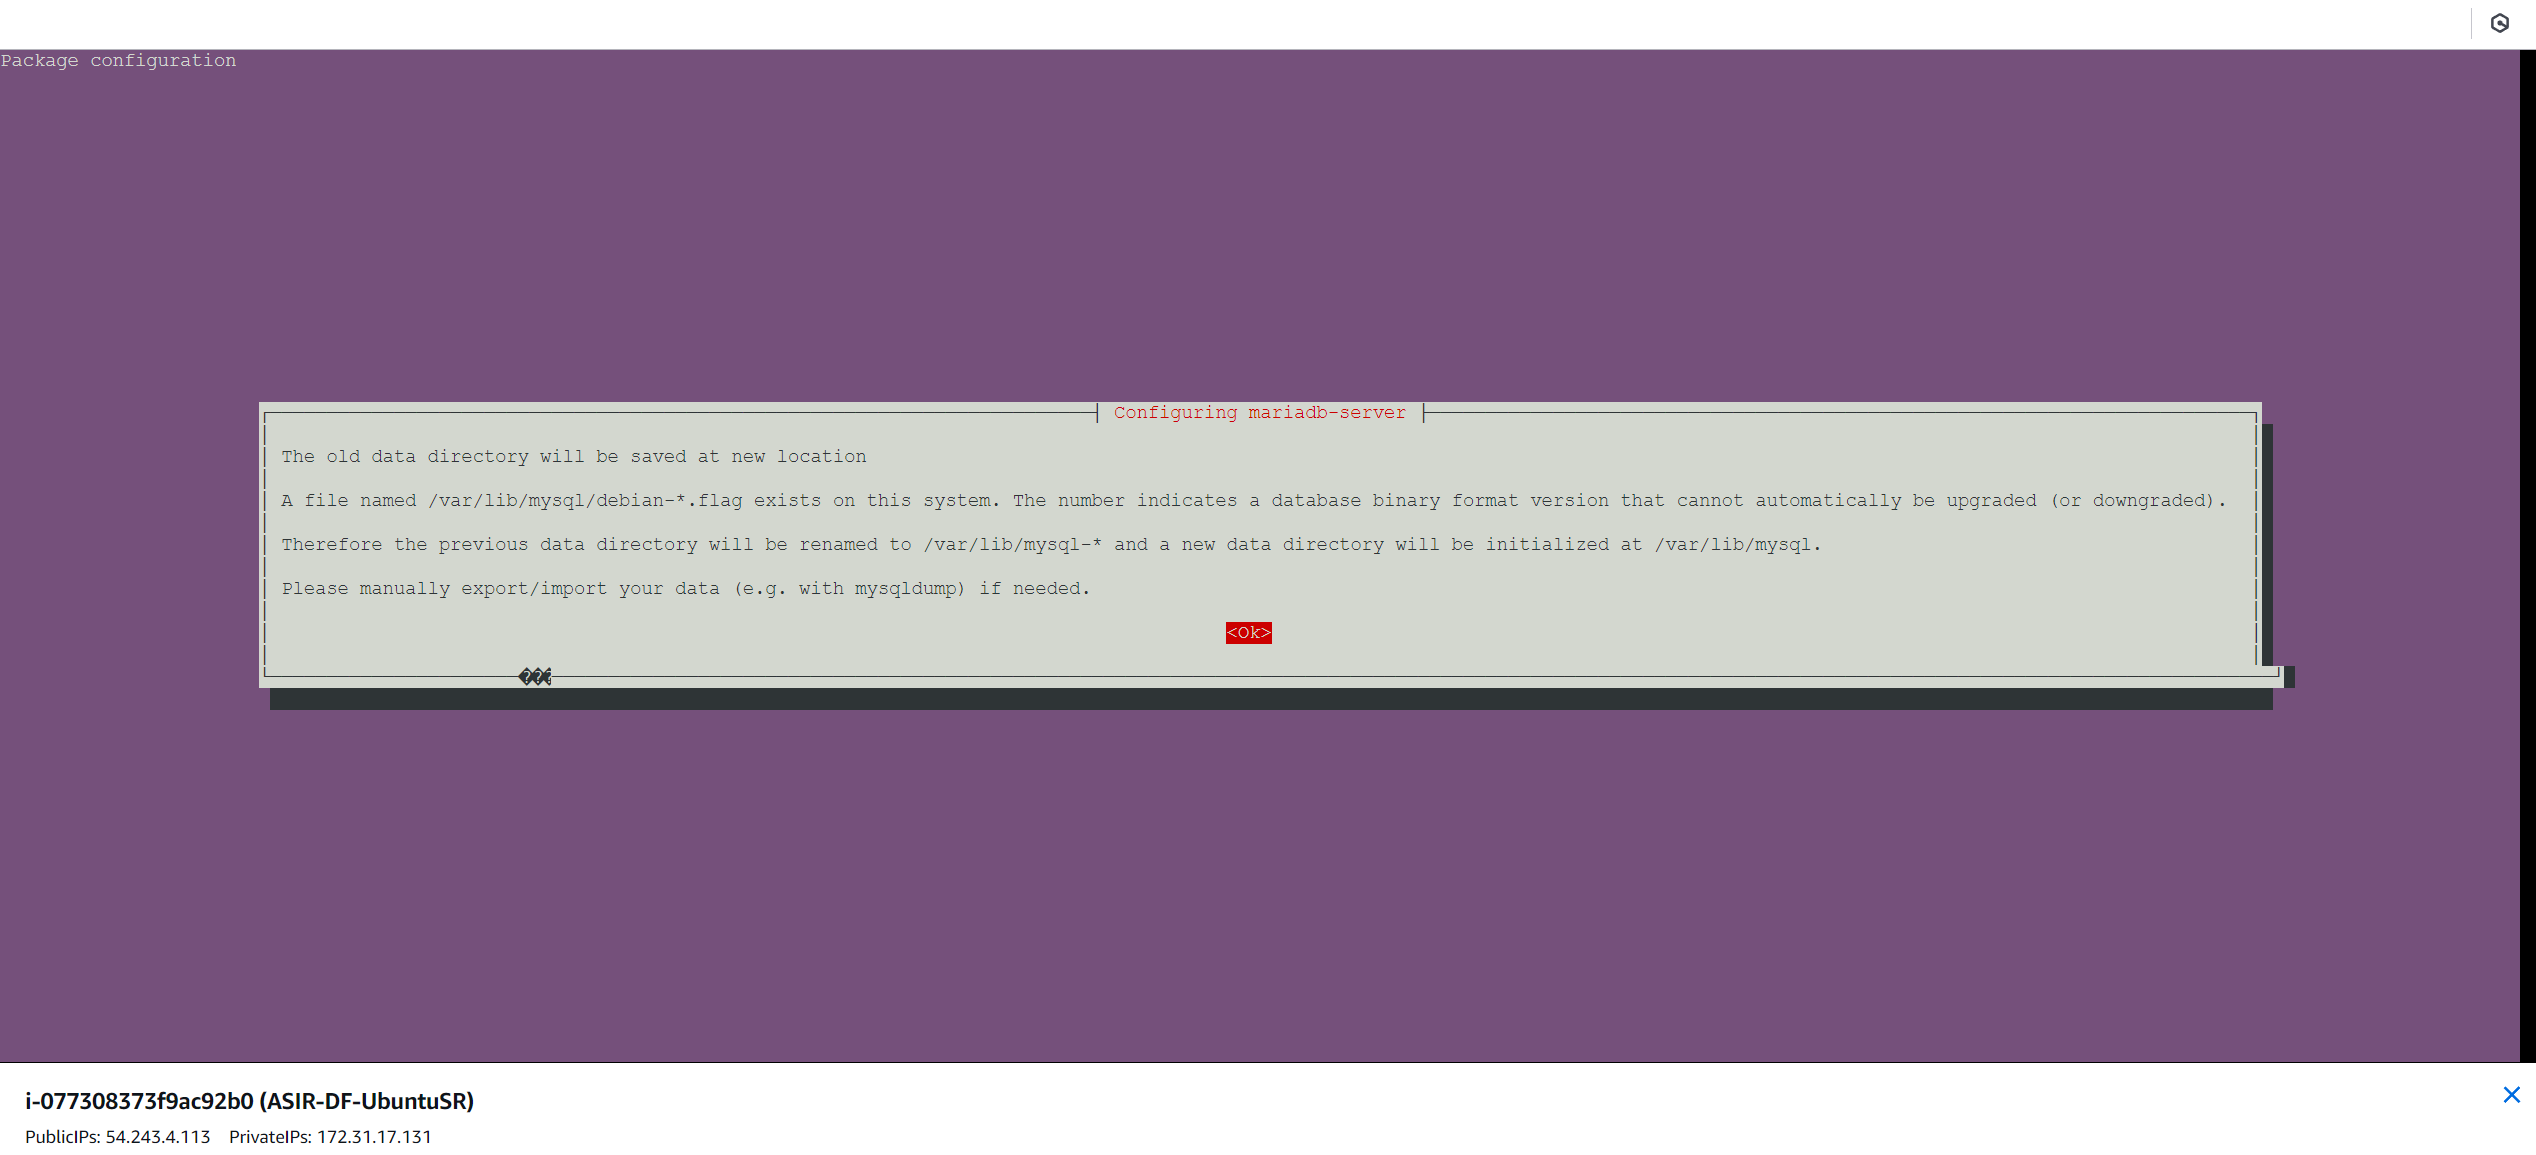 Package configuration
Configuring mariadb-server
The old data directory will be saved at new location
A file named /var/lib/mysql/debian-*.flag exists on this system. The number indicates a database binary format version that cannot automatically be upgraded (or downgraded).
Therefore the previous data directory will be renamed to /var/lib/mysql-* and a new data directory will be initialized at /var/lib/mysql.
Please manually export/import your data (e.g. with mysqldump) if needed.
<Ok>
���
i-077308373f9ac92b0 (ASIR-DF-UbuntuSR)
PublicIPs: 54.243.4.113 PrivateIPs: 172.31.17.131